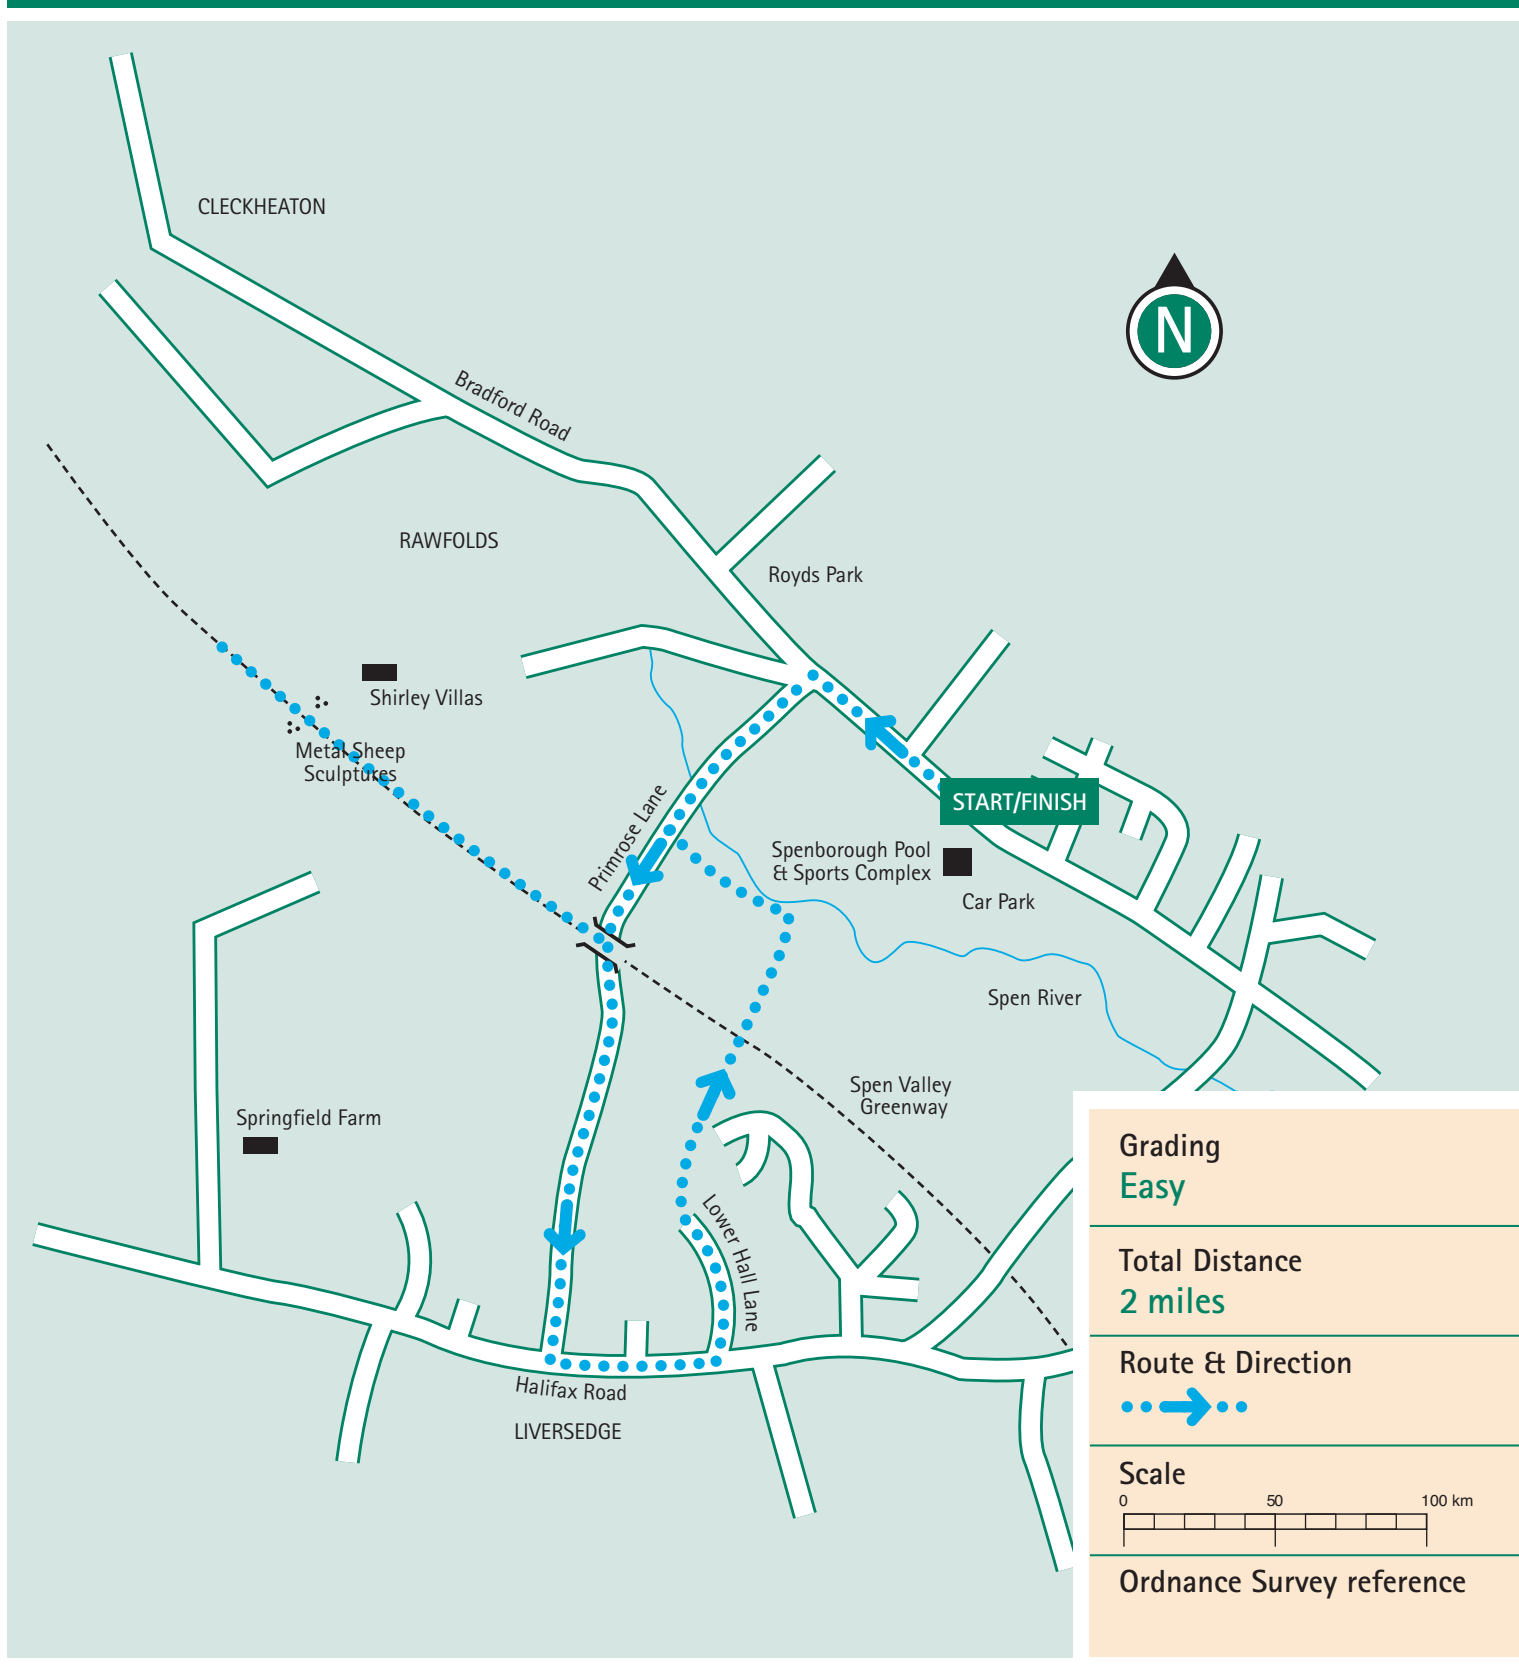 CLECKHEATON
N
Bradford Road
RAWFOLDS
Royds Park
Shirley Villas
Metal Sheep
Sculptures
Primrose Lane
START/FINISH
Spenborough Pool
& Sports Complex
Car Park
Spen River
Spen Valley
Greenway
Springfield Farm
Lower Hall Lane
Halifax Road
LIVERSEDGE
Grading
Easy
Total Distance
2 miles
Route & Direction
Scale
0 50 100 km
Ordnance Survey reference